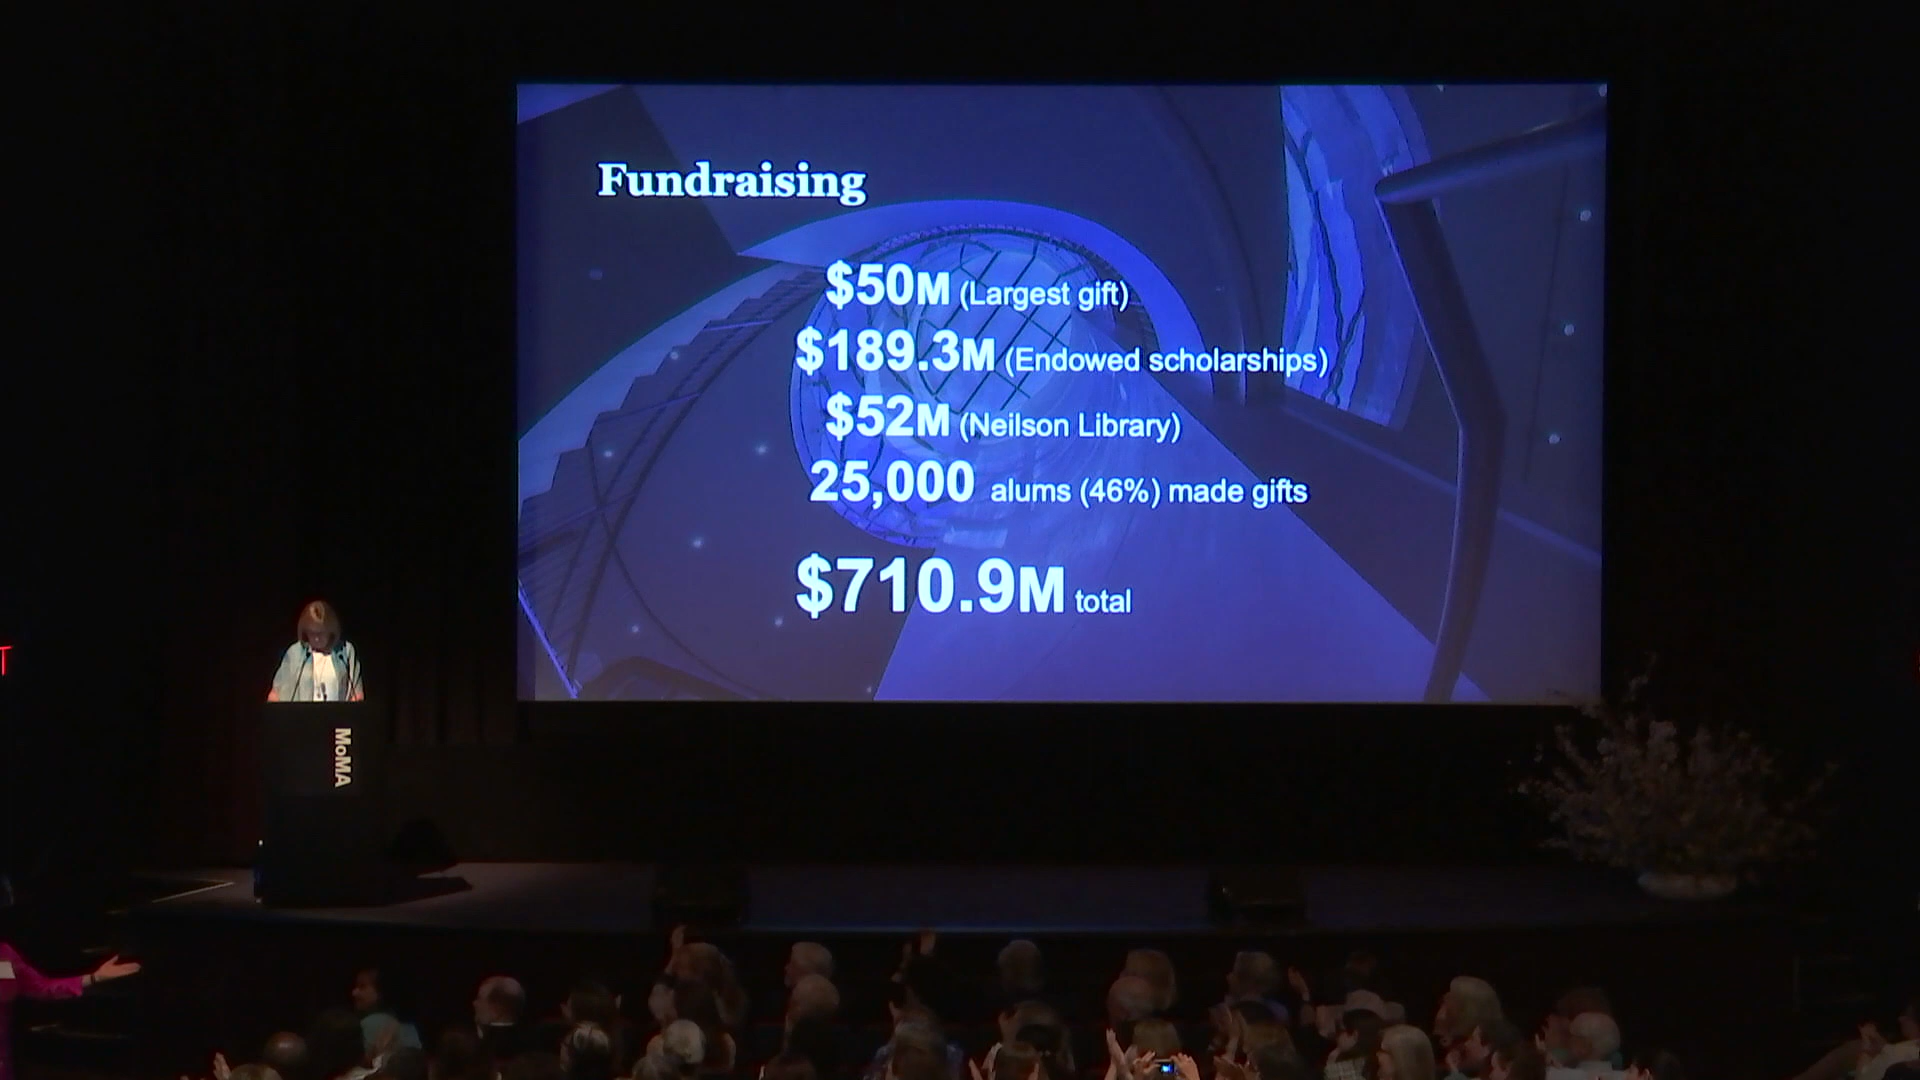 Fundraising
$50M (Largest gift)
$189.3M (Endowed scholarships)
$52M (Neilson Library)
25,000 alums (46%) made gifts
$710.9M total
MoMA
T